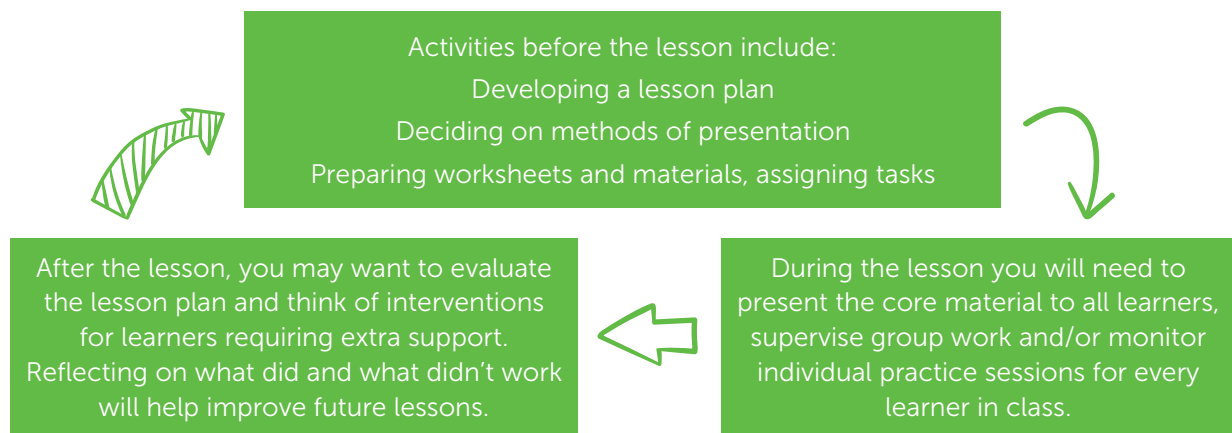 Activities before the lesson include:
Developing a lesson plan
Deciding on methods of presentation
Preparing worksheets and materials, assigning tasks
During the lesson you will need to
present the core material to all learners,
supervise group work and/or monitor
individual practice sessions for every
learner in class.
After the lesson, you may want to evaluate
the lesson plan and think of interventions
for learners requiring extra support.
Reflecting on what did and what didn’t work
will help improve future lessons.